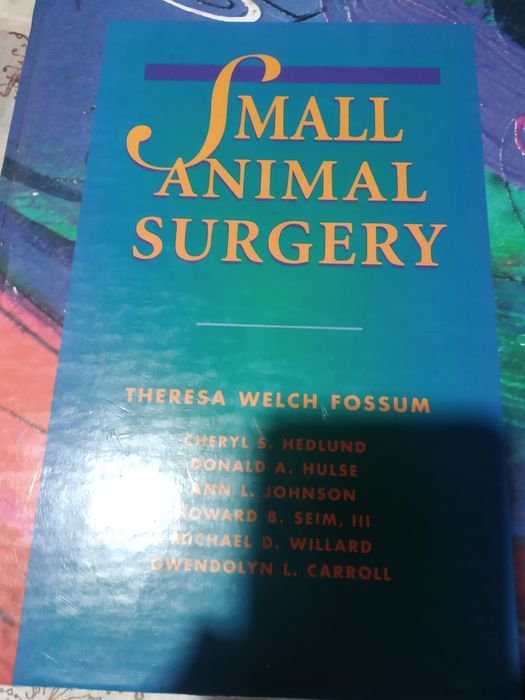 SMALL
ANIMAL
SURGERY
THERESA WELCH FOSSUM
CHERYL S. HEDLUND
DONALD A. HULSE
ANN L. JOHNSON
HOWARD B. SEIM, III
MICHAEL D. WILLARD
GWENDOLYN L. CARROLL